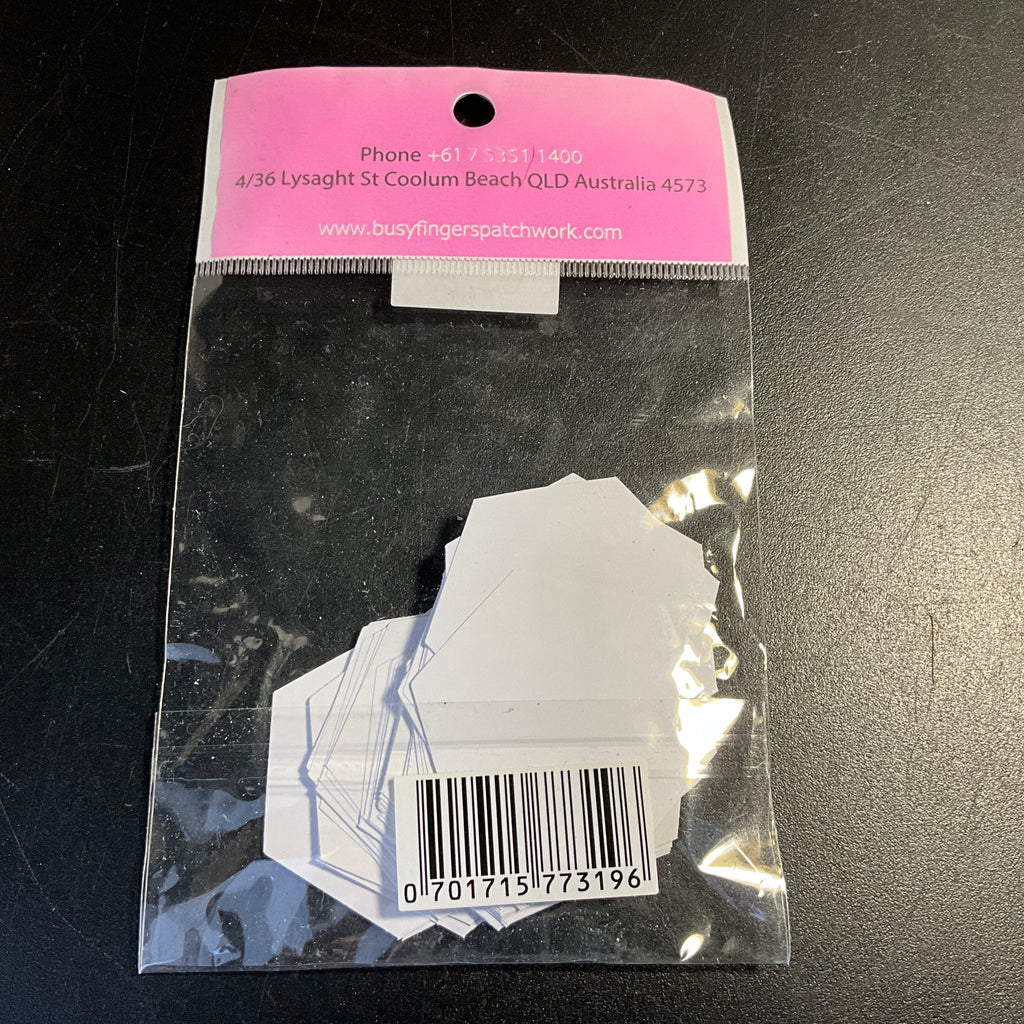 Phone +61 7 5351 1400
4/36 Lysaght St Coolum Beach QLD Australia 4573
www.busyfingerspatchwork.com
0 701715 773196